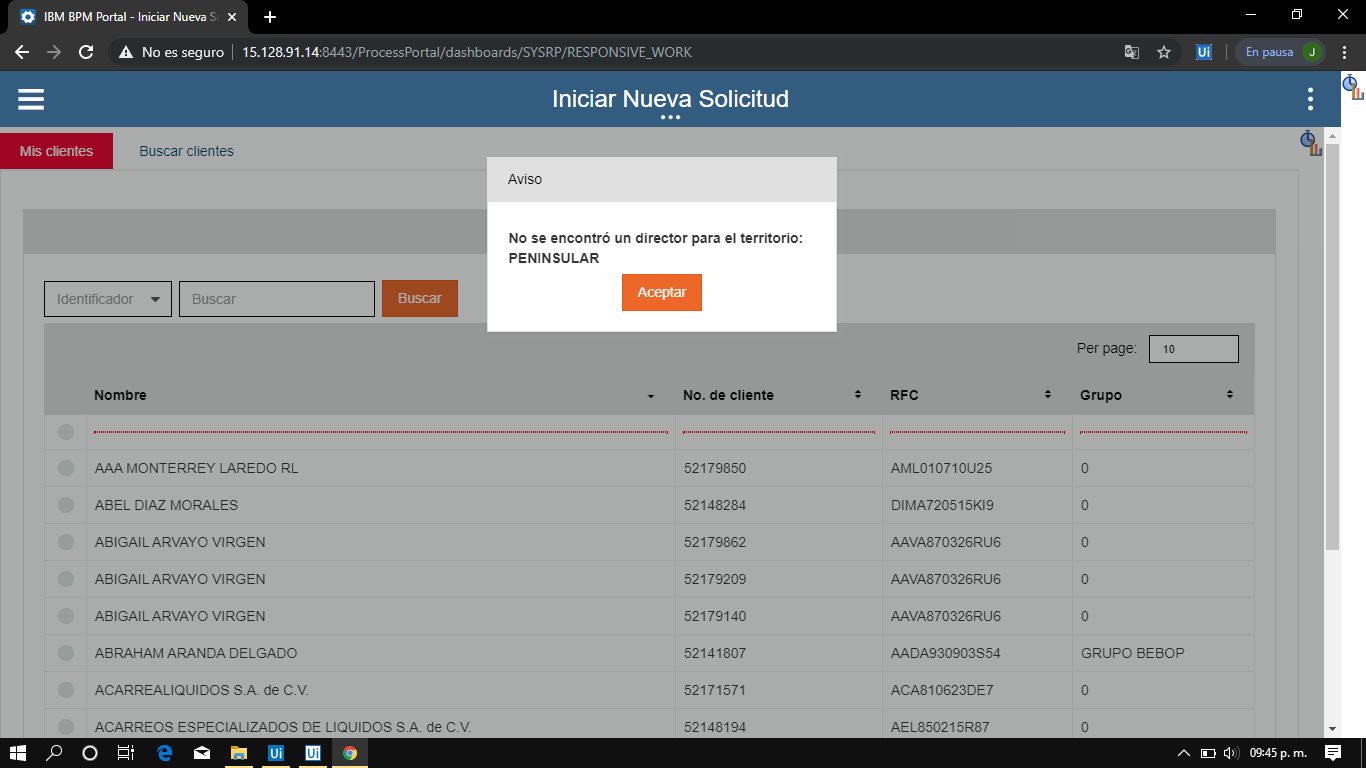 IBM BPM Portal - Iniciar Nueva S
No es seguro
15.128.91.14:8443/ProcessPortal/dashboards/SYSRP/RESPONSIVE_WORK
Ui
En pausa
J
Iniciar Nueva Solicitud
Mis clientes
Buscar clientes
Aviso
No se encontró un director para el territorio:
PENINSULAR
Aceptar
Identificador
Buscar
Buscar
Per page:
10
Nombre
No. de cliente
RFC
Grupo
AAA MONTERREY LAREDO RL 52179850 AML010710U25 0
ABEL DIAZ MORALES 52148284 DIMA720515KI9 0
ABIGAIL ARVAYO VIRGEN 52179862 AAVA870326RU6 0
ABIGAIL ARVAYO VIRGEN 52179209 AAVA870326RU6 0
ABIGAIL ARVAYO VIRGEN 52179140 AAVA870326RU6 0
ABRAHAM ARANDA DELGADO 52141807 AADA930903S54 GRUPO BEBOP
ACARREALIQUIDOS S.A. de C.V. 52171571 ACA810623DE7 0
ACARREOS ESPECIALIZADOS DE LIQUIDOS S.A. de C.V. 52148194 AEL850215R87 0
Ui
Ui
09:45 p. m.